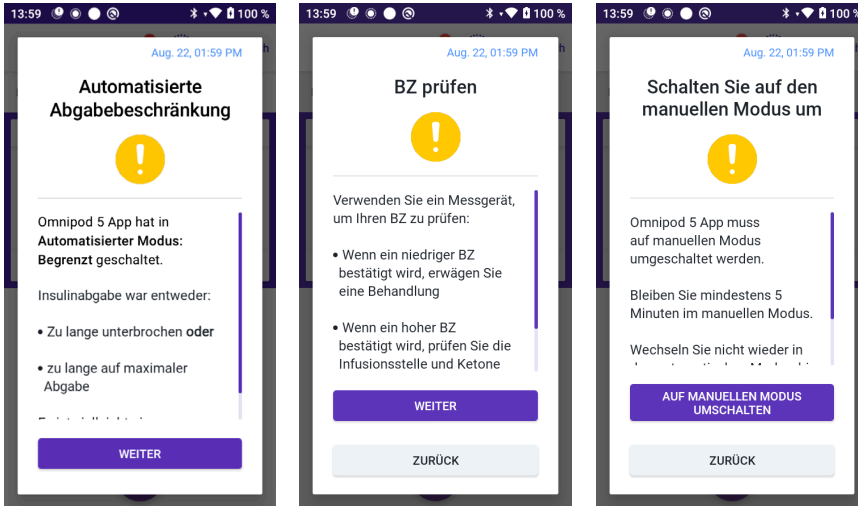 13:59
100 %
Aug. 22, 01:59 PM
Automatisierte
Abgabebeschränkung
Omnipod 5 App hat in
Automatisierter Modus:
Begrenzt geschaltet.
Insulinabgabe war entweder:
• Zu lange unterbrochen oder
• zu lange auf maximaler
Abgabe
WEITER
13:59
100 %
Aug. 22, 01:59 PM
BZ prüfen
Verwenden Sie ein Messgerät,
um Ihren BZ zu prüfen:
• Wenn ein niedriger BZ
bestätigt wird, erwägen Sie
eine Behandlung
• Wenn ein hoher BZ
bestätigt wird, prüfen Sie die
Infusionsstelle und Ketone
WEITER
ZURÜCK
13:59
100 %
Aug. 22, 01:59 PM
Schalten Sie auf den
manuellen Modus um
Omnipod 5 App muss
auf manuellen Modus
umgeschaltet werden.
Bleiben Sie mindestens 5
Minuten im manuellen Modus.
Wechseln Sie nicht wieder in
AUF MANUELLEN MODUS
UMSCHALTEN
ZURÜCK